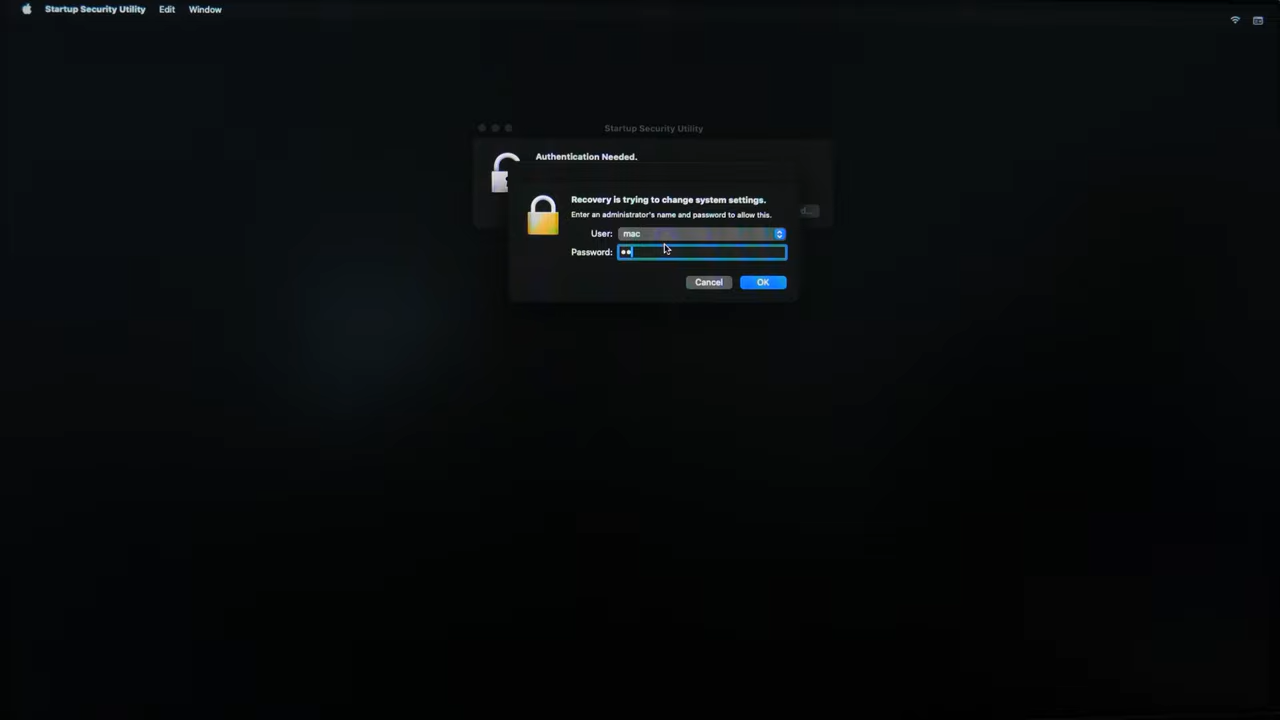 Startup Security Utility Edit Window
Startup Security Utility
Authentication Needed.
Recovery is trying to change system settings.
Enter an administrator's name and password to allow this.
User: mac
Password: ••
Cancel OK